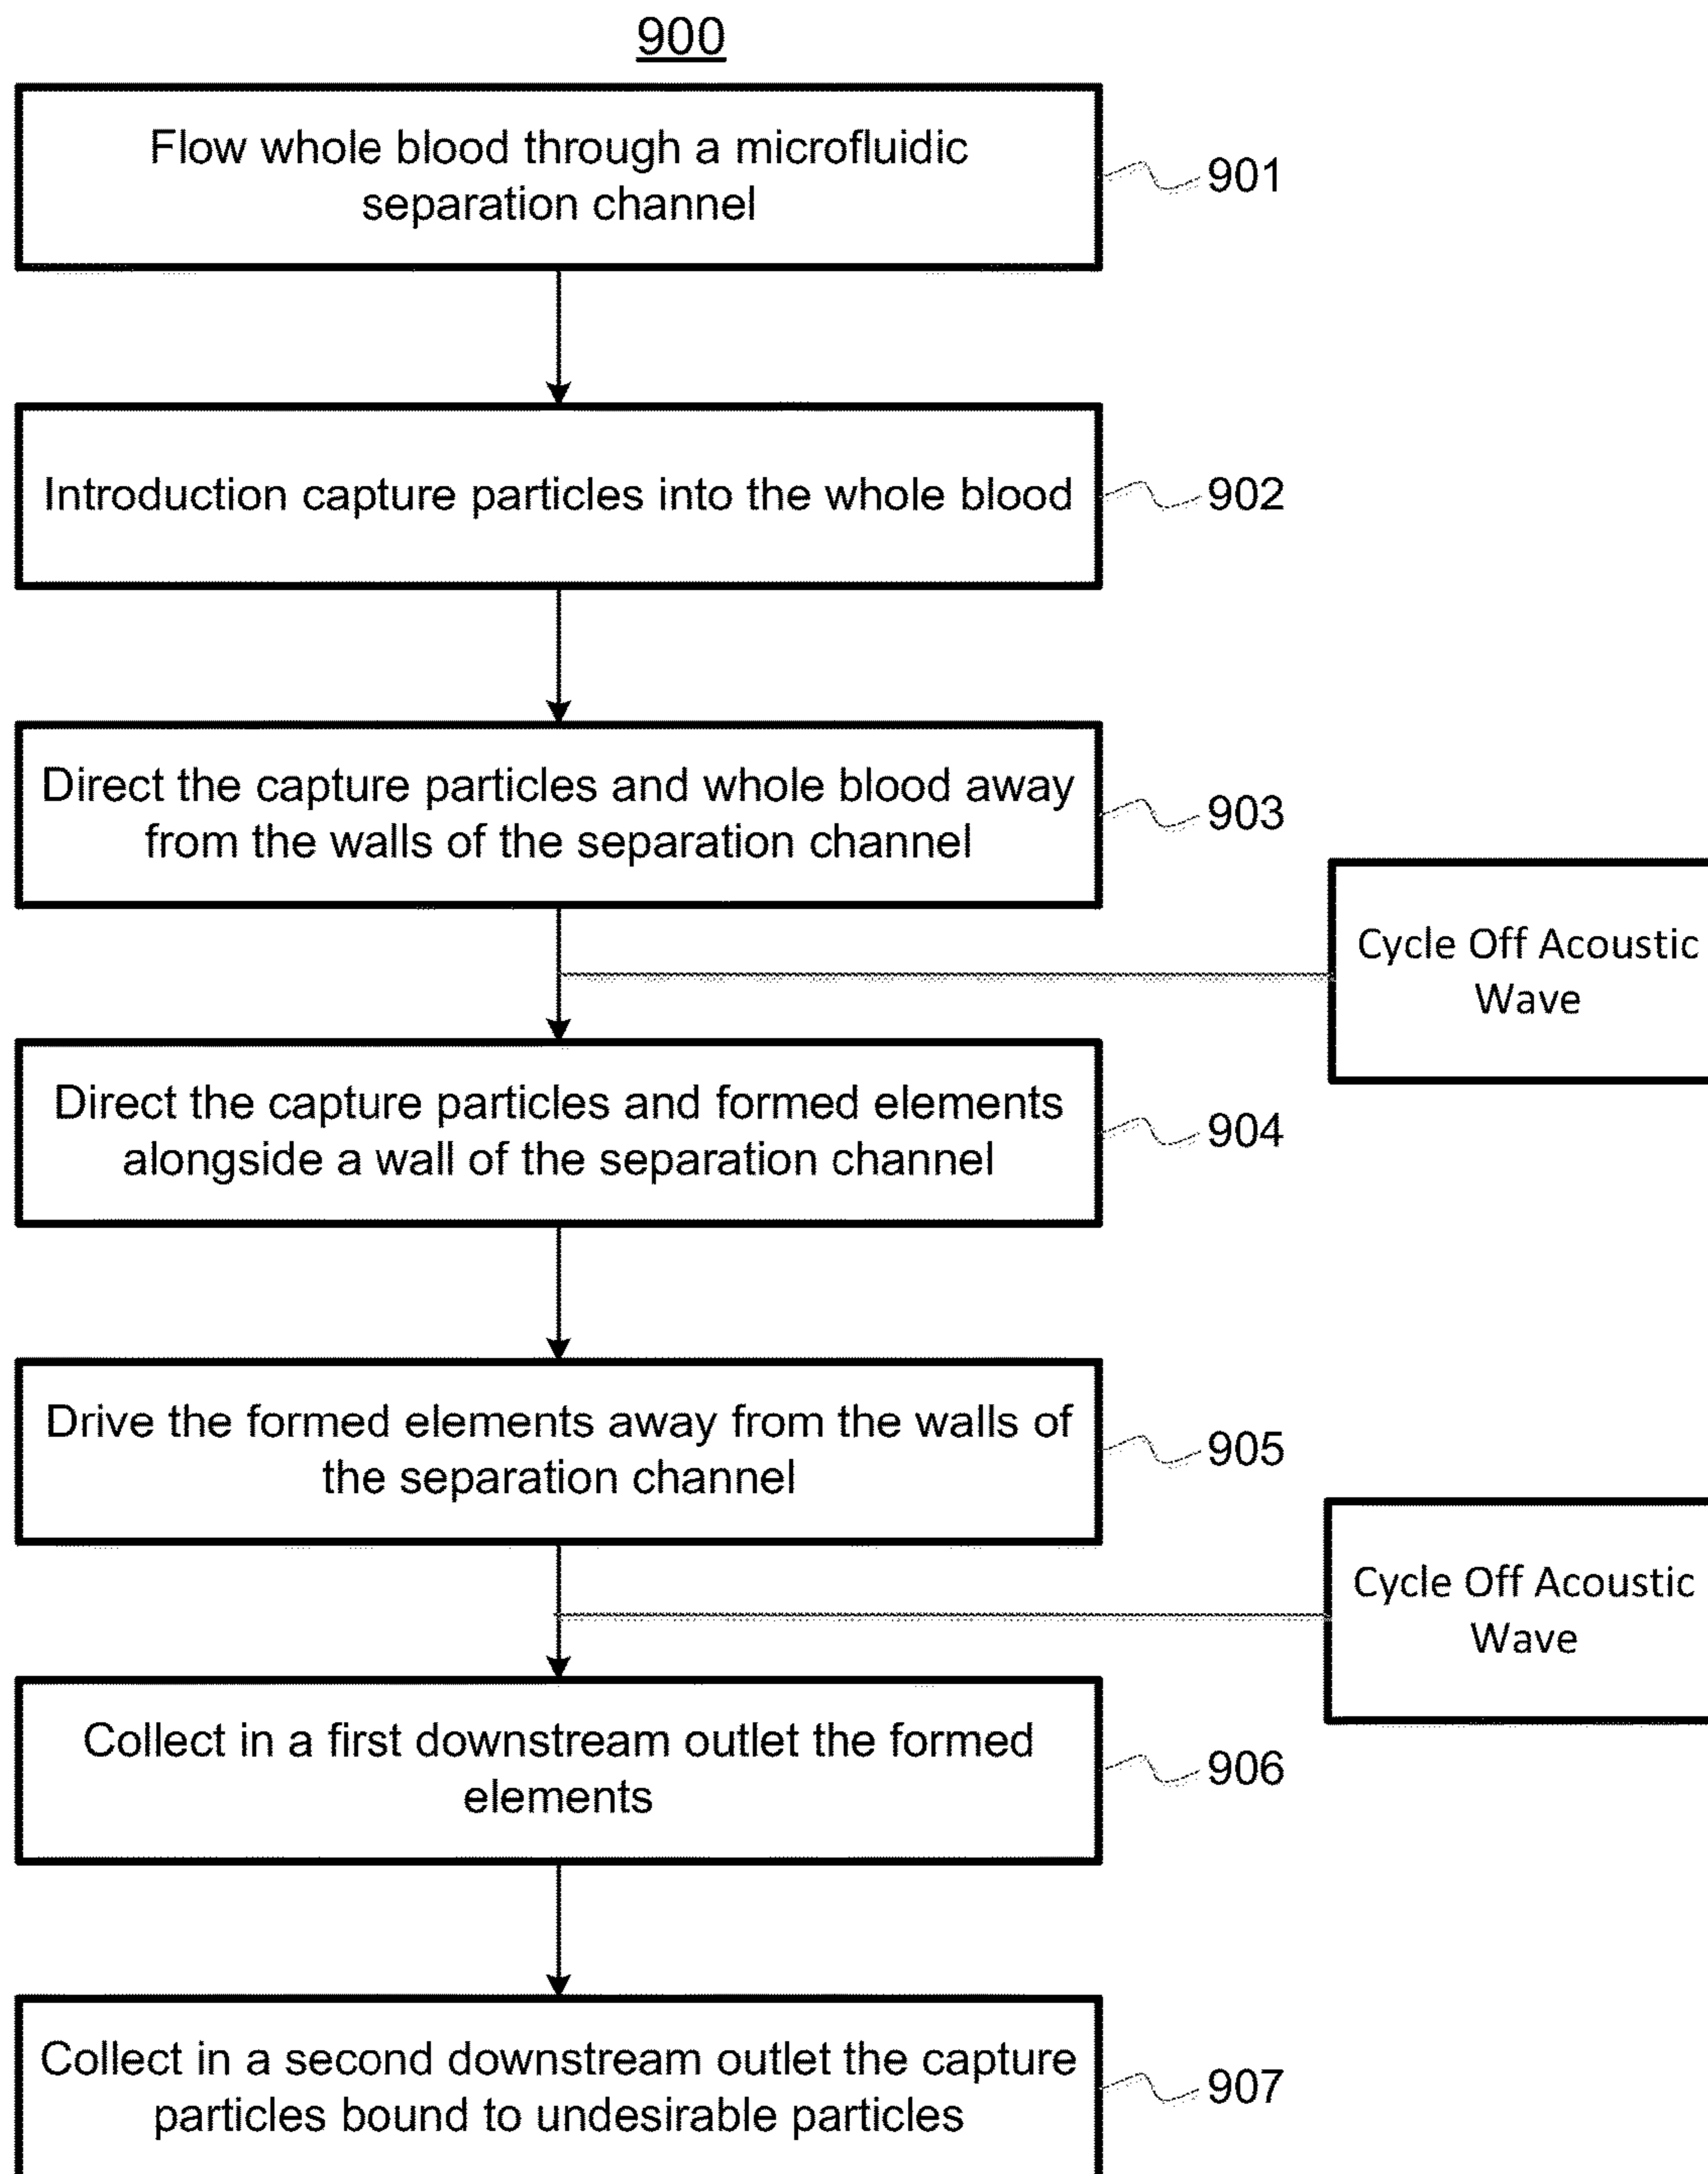 900
Flow whole blood through a microfluidic
separation channel
901
Introduction capture particles into the whole blood
902
Direct the capture particles and whole blood away
from the walls of the separation channel
903
Cycle Off Acoustic
Wave
Direct the capture particles and formed elements
alongside a wall of the separation channel
904
Drive the formed elements away from the walls of
the separation channel
905
Cycle Off Acoustic
Wave
Collect in a first downstream outlet the formed
elements
906
Collect in a second downstream outlet the capture
particles bound to undesirable particles
907